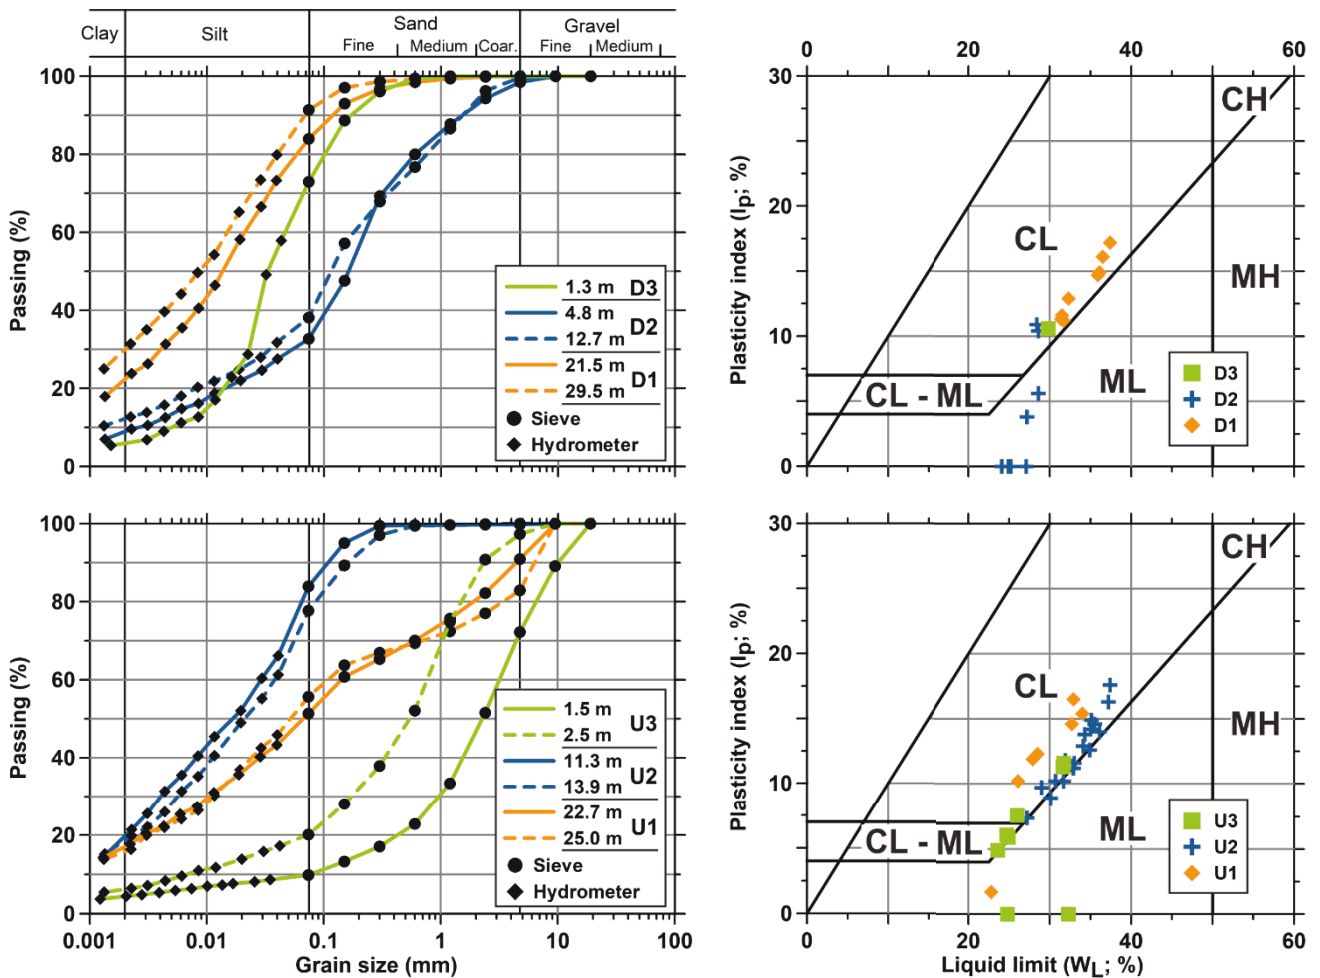 Clay Silt Sand Gravel
Fine Medium Coar. Fine Medium
100
80
60
40
20
0
Passing (%)
1.3 m D3
4.8 m D2
12.7 m
21.5 m D1
29.5 m
Sieve
Hydrometer
0 20 40 60
30
20
10
0
Plasticity index (Ip; %)
CH
CL
MH
CL - ML
ML
D3
D2
D1
100
80
60
40
20
0
Passing (%)
1.5 m U3
2.5 m
11.3 m U2
13.9 m
22.7 m U1
25.0 m
Sieve
Hydrometer
0.001 0.01 0.1 1 10 100
Grain size (mm)
30
20
10
0
Plasticity index (Ip; %)
CH
CL
MH
CL - ML
ML
U3
U2
U1
0 20 40 60
Liquid limit (WL; %)